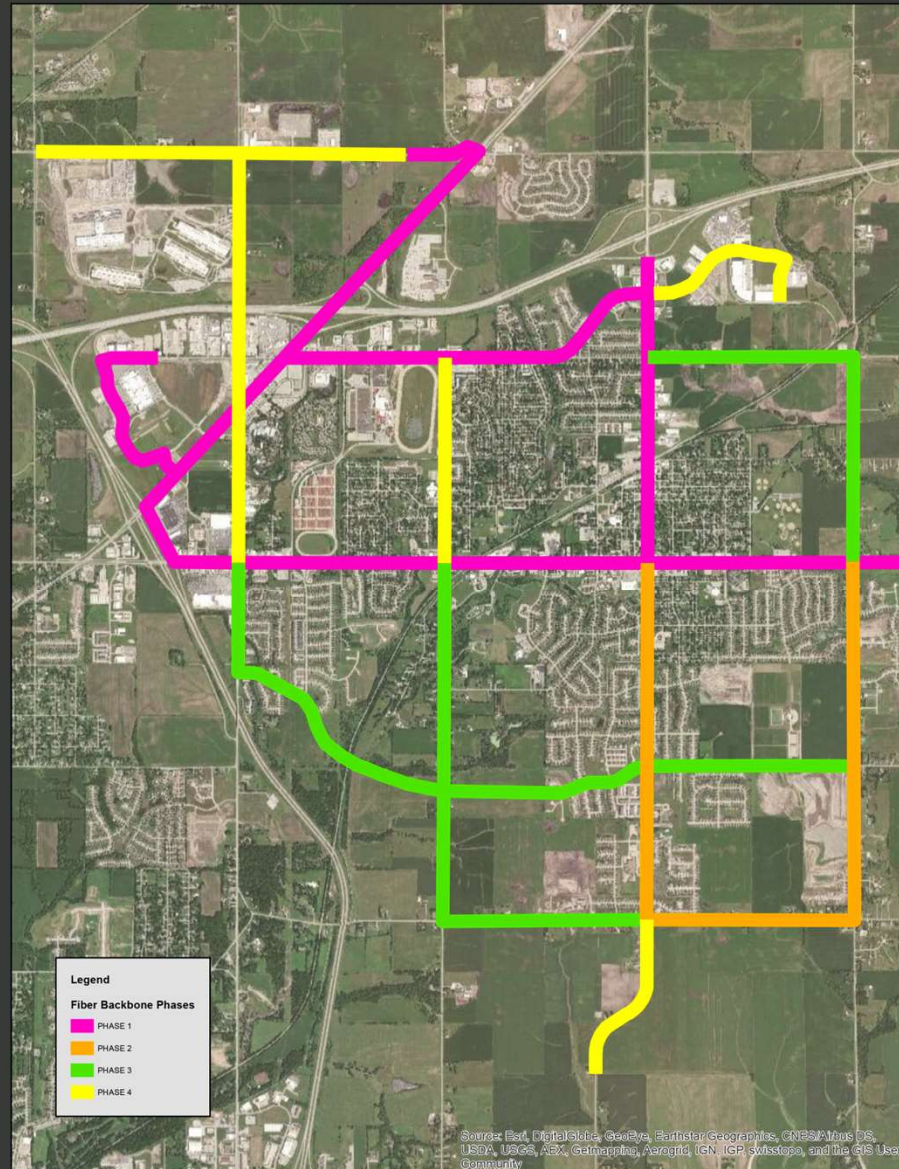 Legend
Fiber Backbone Phases
PHASE 1
PHASE 2
PHASE 3
PHASE 4
Source: Esri, DigitalGlobe, GeoEye, Earthstar Geographics, CNES/Airbus DS,
USDA, USGS, AEX, Getmapping, Aerogrid, IGN, IGP, swisstopo, and the GIS User
Community